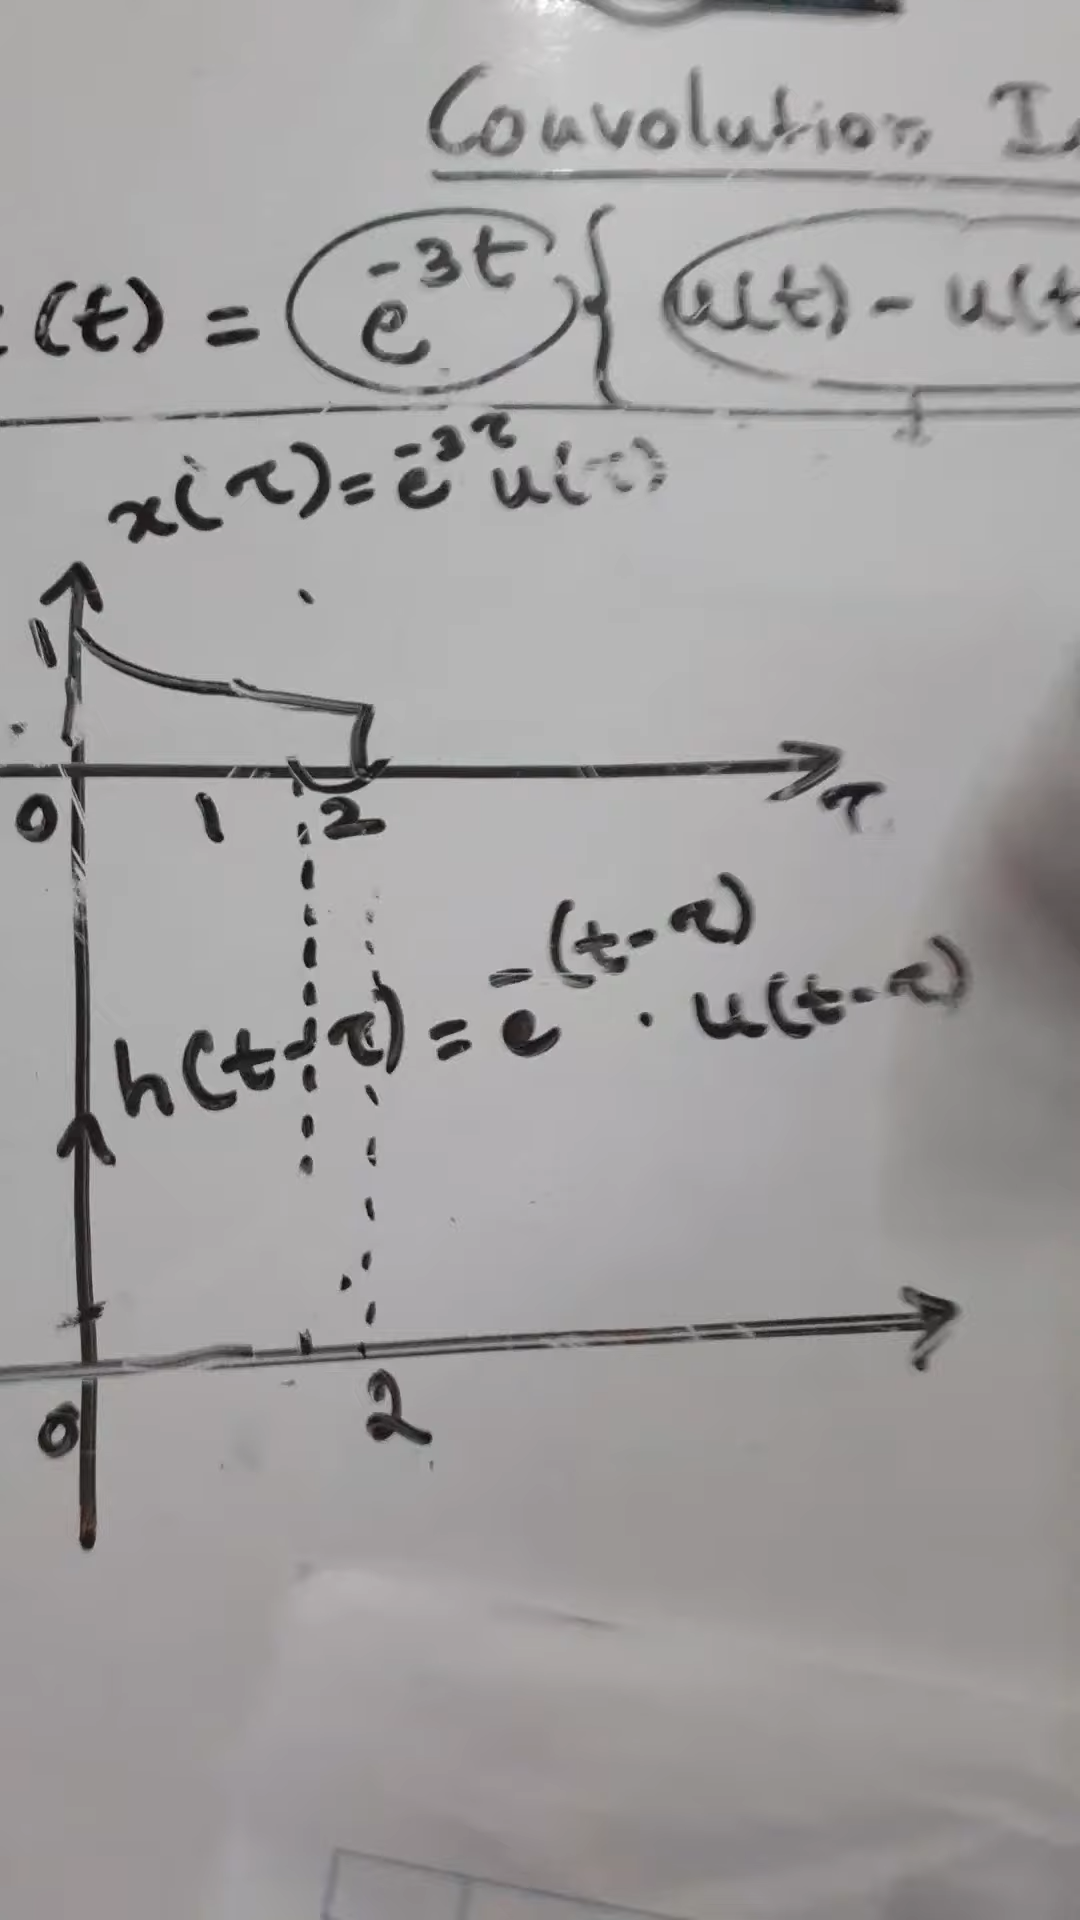 Convolution I
(t) = e^{-3t} { u(t) - u(t
x(τ) = e^{-3τ} u(τ)
1
0 1 2 τ
h(t-τ) = e^{-(t-τ)} . u(t-τ)
0 2